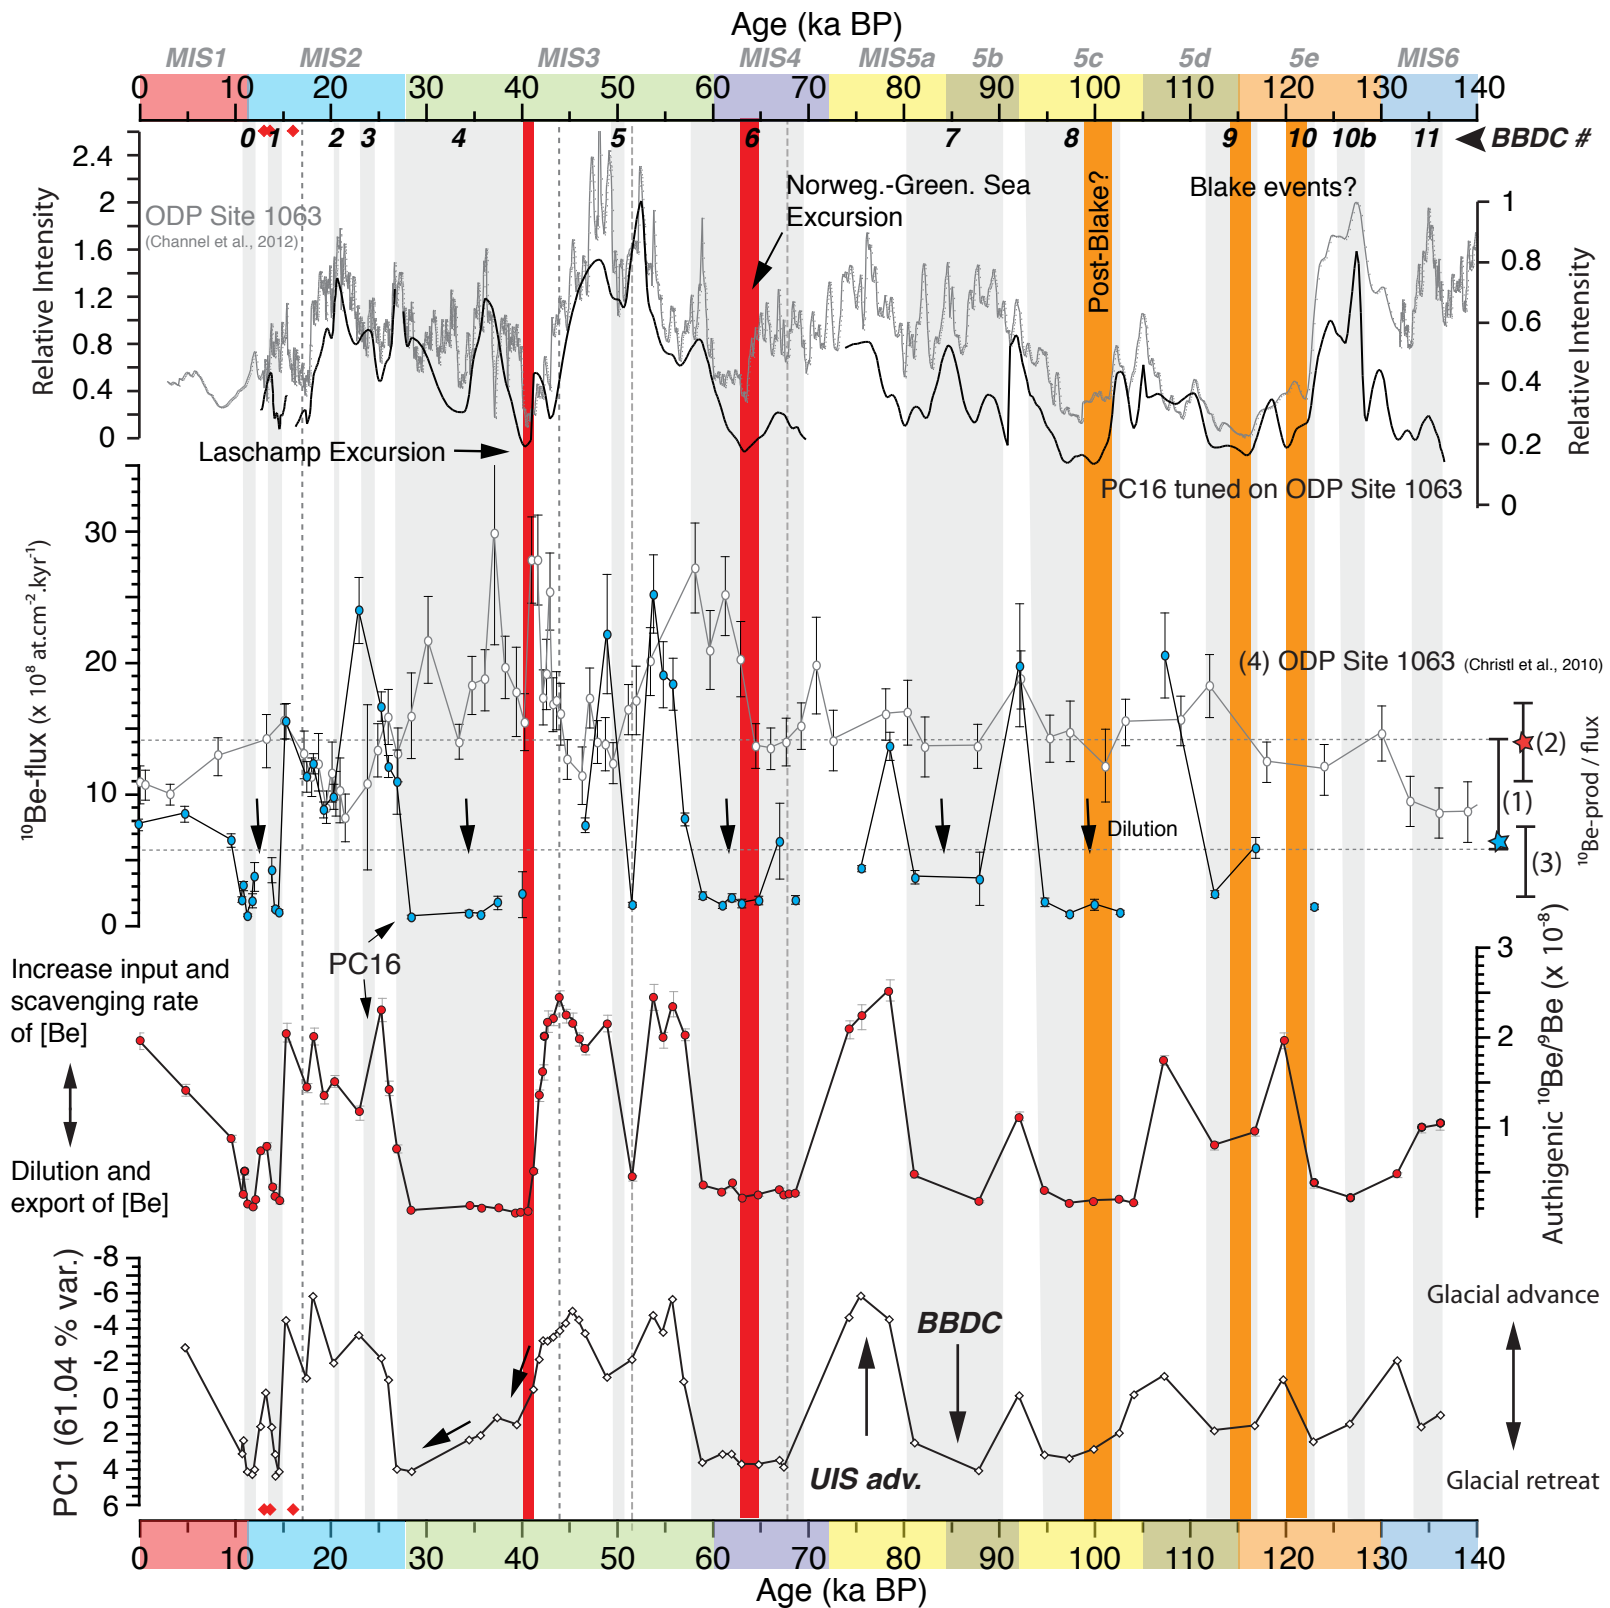 Age (ka BP)
MIS1 MIS2 MIS3 MIS4 MIS5a 5b 5c 5d 5e MIS6
0 10 20 30 40 50 60 70 80 90 100 110 120 130 140
0 1 2 3 4 5 6 7 8 9 10 10b 11 BBDC #
Relative Intensity
2.4
2
1.6
1.2
0.8
0.4
0
ODP Site 1063
(Channel et al., 2012)
Norweg.-Green. Sea
Excursion
Post-Blake?
Blake events?
1
0.8
0.6
0.4
0.2
0
Relative Intensity
Laschamp Excursion
PC16 tuned on ODP Site 1063
¹⁰Be-flux (x 10⁸ at.cm⁻².kyr⁻¹)
30
20
10
0
(4) ODP Site 1063 (Christl et al., 2010)
Dilution
(2)
(1)
(3)
¹⁰Be-prod / flux
PC16
Increase input and
scavenging rate
of [Be]
Dilution and
export of [Be]
3
2
1
Authigenic ¹⁰Be/⁹Be (x 10⁻⁸)
PC1 (61.04 % var.)
-8
-6
-4
-2
0
2
4
6
BBDC
UIS adv.
Glacial advance
Glacial retreat
0 10 20 30 40 50 60 70 80 90 100 110 120 130 140
Age (ka BP)